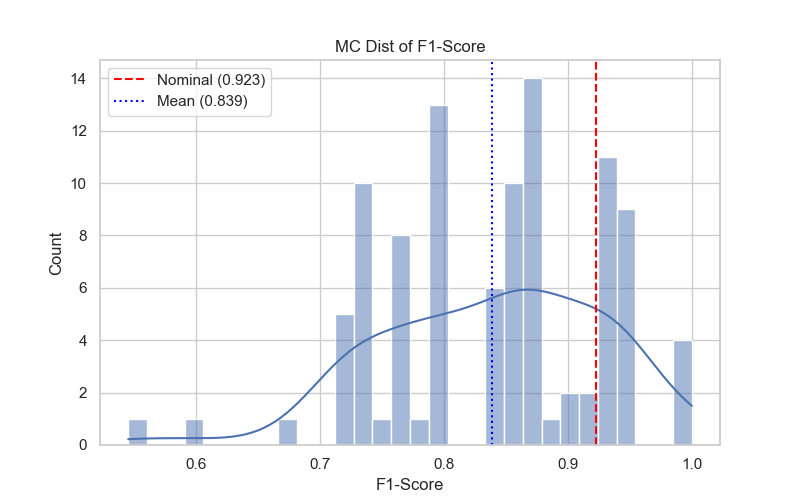 MC Dist of F1-Score
Nominal (0.923)
Mean (0.839)
14
12
10
8
6
4
2
0
Count
0.6 0.7 0.8 0.9 1.0
F1-Score